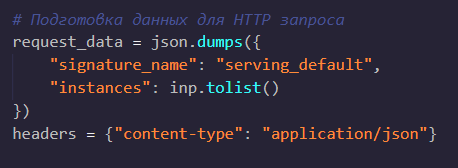 # Подготовка данных для HTTP запроса
request_data = json.dumps({
    "signature_name": "serving_default",
    "instances": inp.tolist()
})
headers = {"content-type": "application/json"}